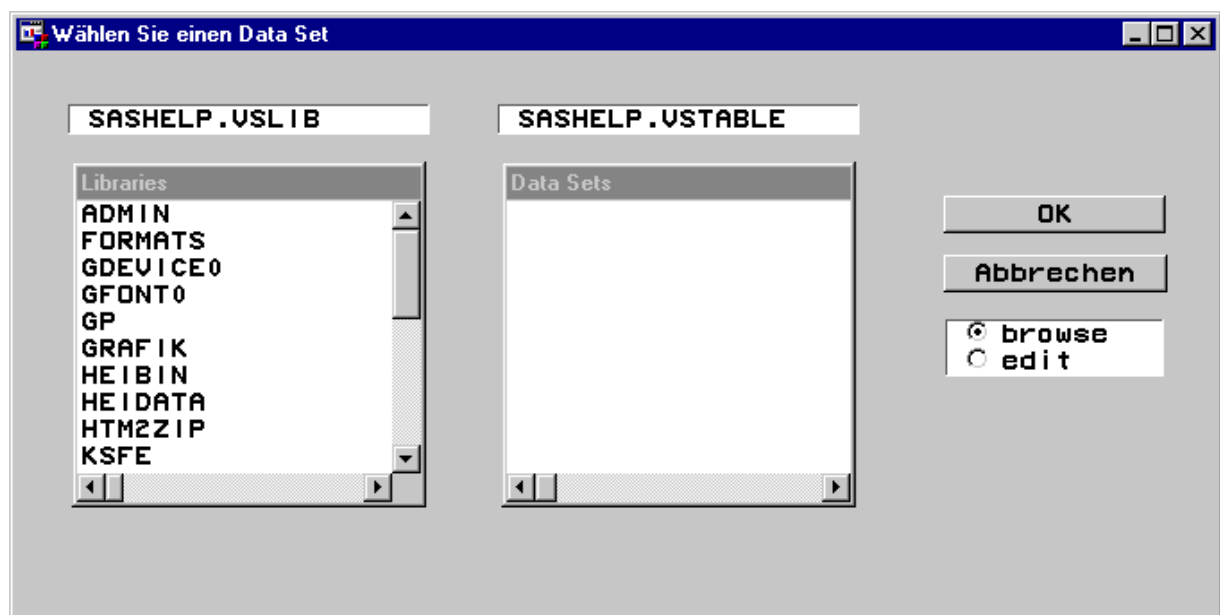 Wählen Sie einen Data Set
SASHELP.VSLIB
SASHELP.VSTABLE
Libraries
ADMIN
FORMATS
GDEVICE0
GFONT0
GP
GRAFIK
HEIBIN
HEIDATA
HTM2ZIP
KSFE
Data Sets
OK
Abbrechen
browse
edit